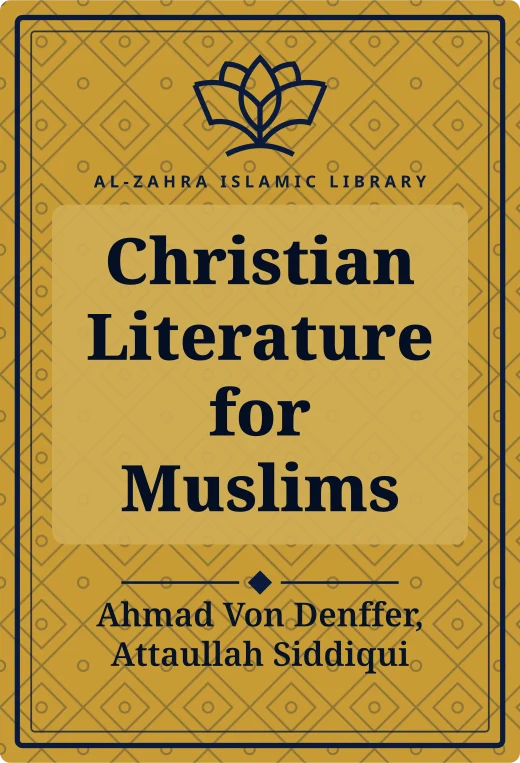 AL-ZAHRA ISLAMIC LIBRARY
Christian
Literature
for
Muslims
Ahmad Von Denffer,
Attaullah Siddiqui